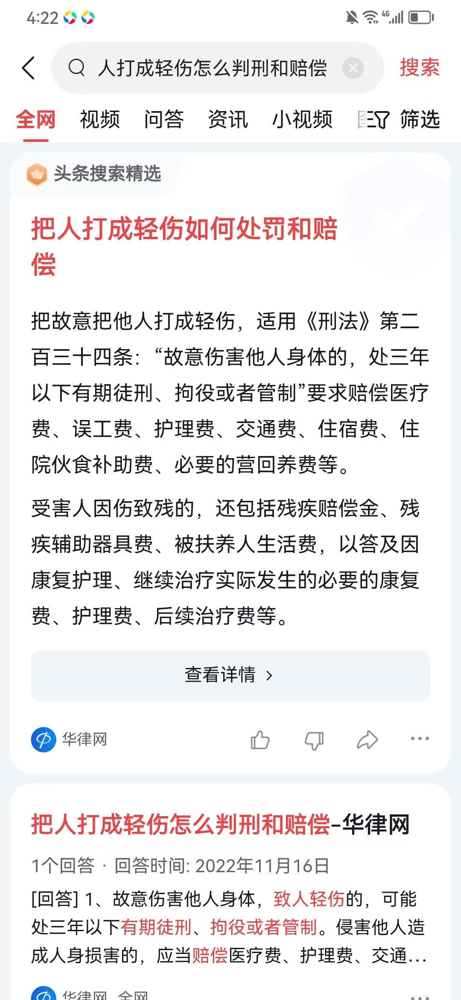 4:22
4G
人打成轻伤怎么判刑和赔偿
搜索
全网 视频 问答 资讯 小视频 筛选
头条搜索精选
把人打成轻伤如何处罚和赔
偿
把故意把他人打成轻伤，适用《刑法》第二
百三十四条：“故意伤害他人身体的，处三年
以下有期徒刑、拘役或者管制”要求赔偿医疗
费、误工费、护理费、交通费、住宿费、住
院伙食补助费、必要的营回养费等。
受害人因伤致残的，还包括残疾赔偿金、残
疾辅助器具费、被扶养人生活费，以答及因
康复护理、继续治疗实际发生的必要的康复
费、护理费、后续治疗费等。
查看详情 >
华律网
把人打成轻伤怎么判刑和赔偿-华律网
1个回答 · 回答时间: 2022年11月16日
[回答] 1、故意伤害他人身体，致人轻伤的，可能
处三年以下有期徒刑、拘役或者管制。侵害他人造
成人身损害的，应当赔偿医疗费、护理费、交通...
华律网 全网